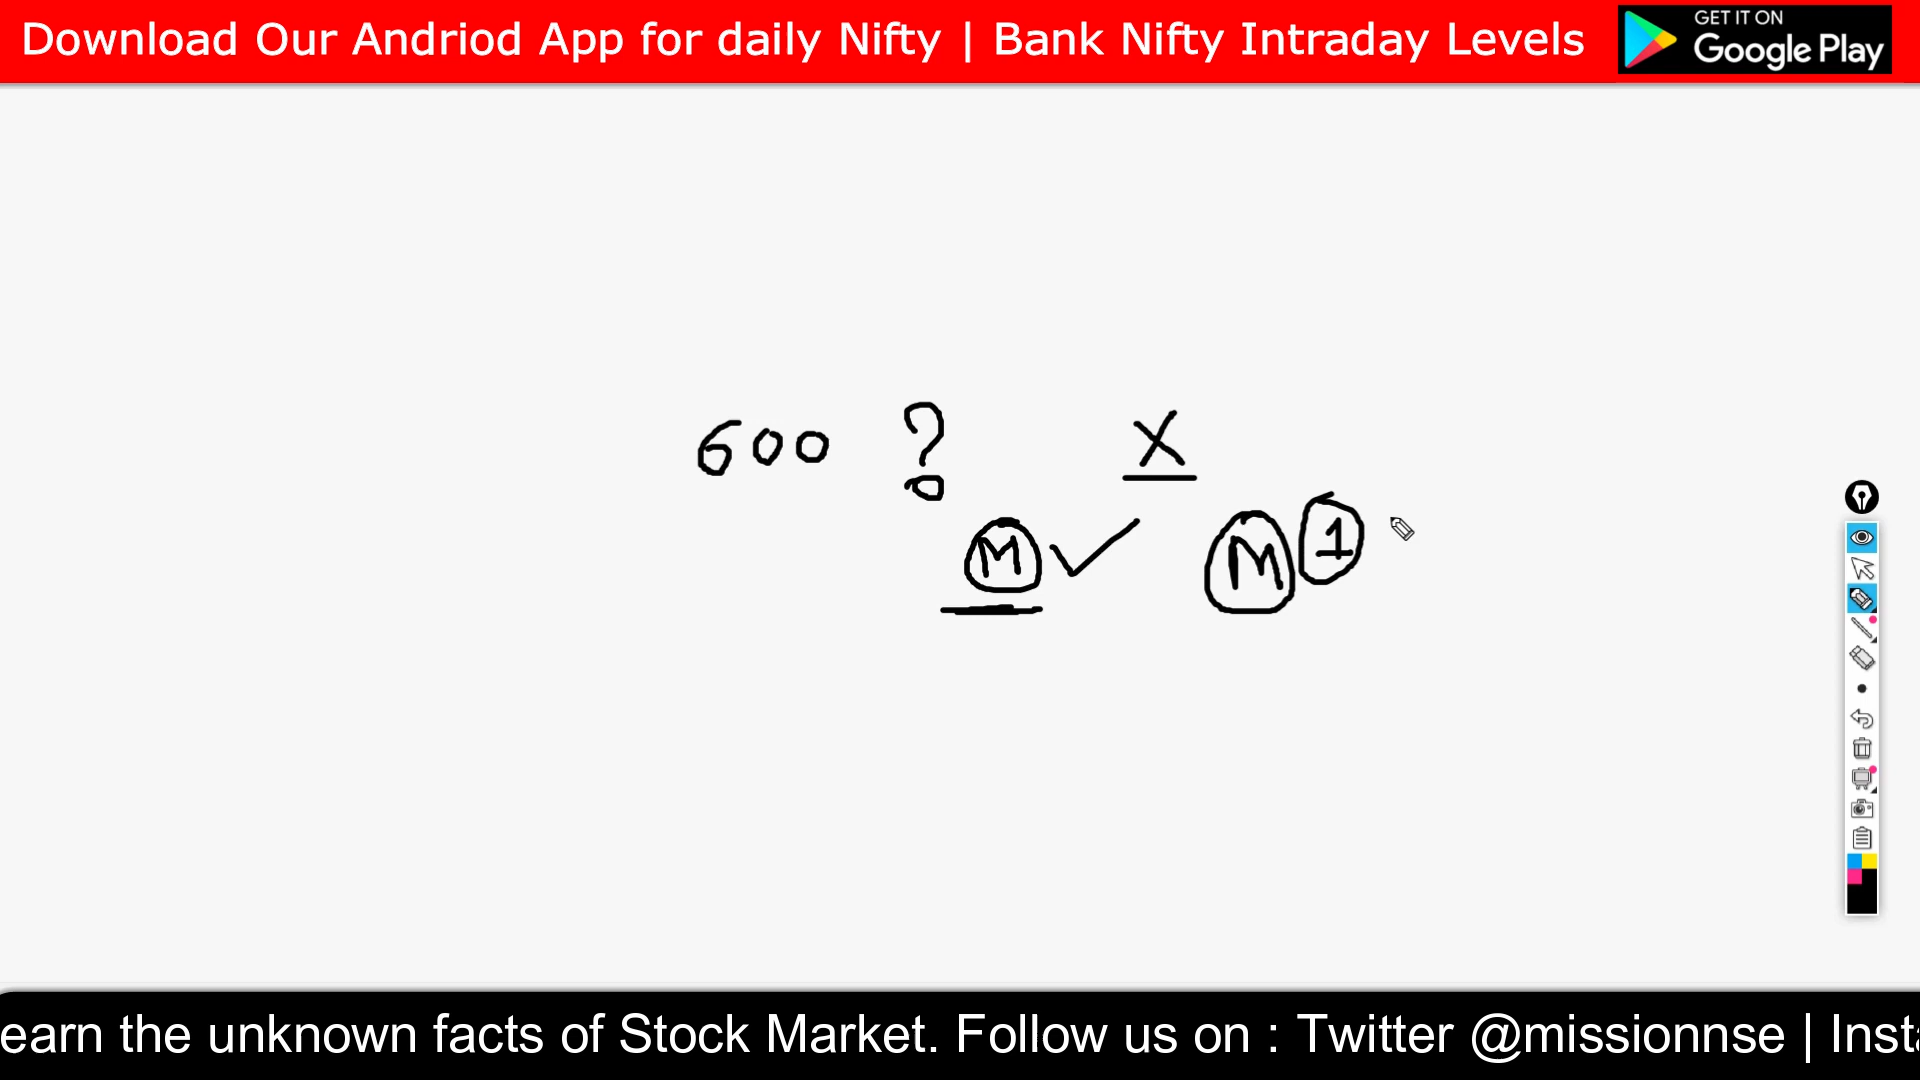 Download Our Andriod App for daily Nifty | Bank Nifty Intraday Levels
GET IT ON
Google Play
600 ? X
M M 1
earn the unknown facts of Stock Market. Follow us on : Twitter @missionnse | Insta